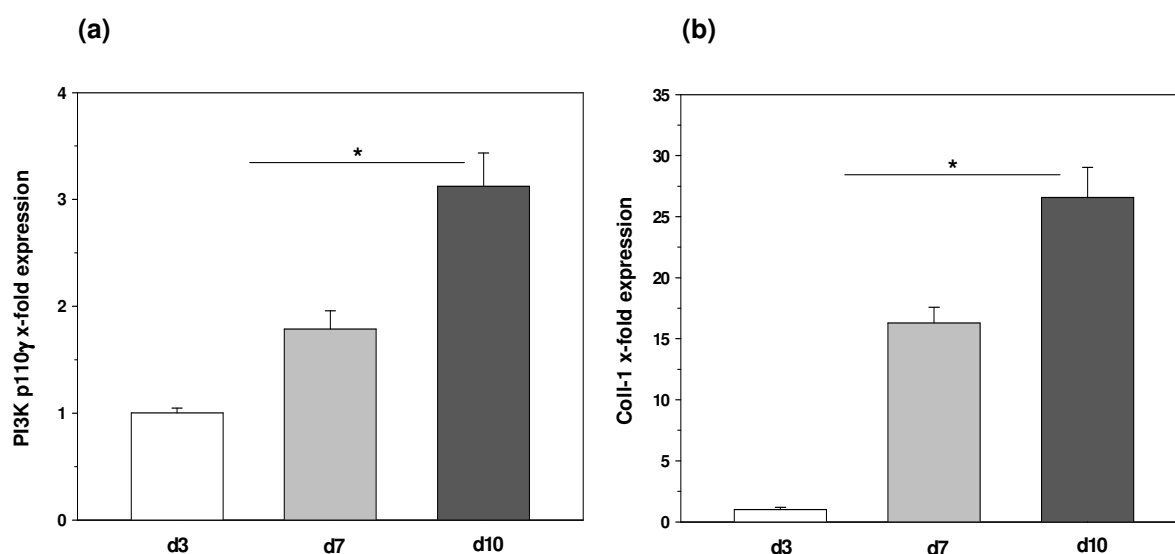 (a)
4
3
2
1
0
PI3K p110γ x-fold expression
*
d3 d7 d10
(b)
35
30
25
20
15
10
5
0
Coll-1 x-fold expression
*
d3 d7 d10